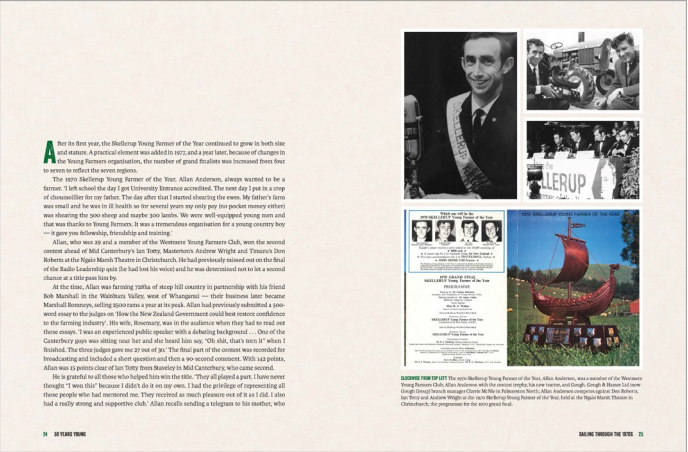 After its first year, the Skellerup Young Farmer of the Year continued to grow in both size
and stature. A practical element was added in 1977, and a year later, because of changes in
the Young Farmers organisation, the number of grand finalists was increased from four
to seven to reflect the seven regions.
The 1970 Skellerup Young Farmer of the Year, Allan Anderson, always wanted to be a
farmer. 'I left school the day I got University Entrance accredited. The next day I put in a crop
of choumoellier for my father. The day after that I started shearing the ewes. My father's farm
was small and he was in ill health so for several years my only pay (no pocket money either)
was shearing the 500 sheep and maybe 300 lambs. We were well-equipped young men and
that was thanks to Young Farmers. It was a tremendous organisation for a young country boy
— it gave you fellowship, friendship and training.'
Allan, who was 29 and a member of the Westmere Young Farmers Club, won the second
contest ahead of Mid Canterbury's Ian Totty, Masterton's Andrew Wright and Timaru's Don
Roberts at the Ngaio Marsh Theatre in Christchurch. He had previously missed out on the final
of the Radio Leadership quiz (he had lost his voice) and he was determined not to let a second
chance at a title pass him by.
At the time, Allan was farming 728ha of steep hill country in partnership with his friend
Bob Marshall in the Waitōtara Valley, west of Whanganui — their business later became
Marshall Romneys, selling 2500 rams a year at its peak. Allan had previously submitted a 500-
word essay to the judges on 'How the New Zealand Government could best restore confidence
to the farming industry'. His wife, Rosemary, was in the audience when they had to read out
these essays. 'I was an experienced public speaker with a debating background . . . One of the
Canterbury guys was sitting near her and she heard him say, "Oh shit, that's torn it" when I
finished. The three judges gave me 27 out of 30.' The final part of the contest was recorded for
broadcasting and included a short question and then a 90-second comment. With 142 points,
Allan was 15 points clear of Ian Totty from Staveley in Mid Canterbury, who came second.
He is grateful to all those who helped him win the title. 'They all played a part. I have never
thought "I won this" because I didn't do it on my own. I had the privilege of representing all
those people who had mentored me. They received as much pleasure out of it as I did. I also
had a really strong and supportive club.' Allan recalls sending a telegram to his mother, who
24 50 YEARS YOUNG
SKELLERUP
LLERUP
Which one will be the
1970 SKELLERUP Young Farmer of the Year
1970 GRAND FINAL
SKELLERUP Young Farmer of the Year
PROGRAMME
1970 SKELLERUP YOUNG FARMER OF THE YEAR
CLOCKWISE FROM TOP LEFT The 1970 Skellerup Young Farmer of the Year, Allan Anderson, was a member of the Westmere
Young Farmers Club; Allan Anderson with the contest trophy, his new tractor, and Gough, Gough & Hamer Ltd (now
Gough Group) branch manager Clarrie McNie in Palmerston North; Allan Anderson competes against Don Roberts,
Ian Totty and Andrew Wright at the 1970 Skellerup Young Farmer of the Year, held at the Ngaio Marsh Theatre in
Christchurch; the programme for the 1970 final.
SAILING THROUGH THE 1970S 25